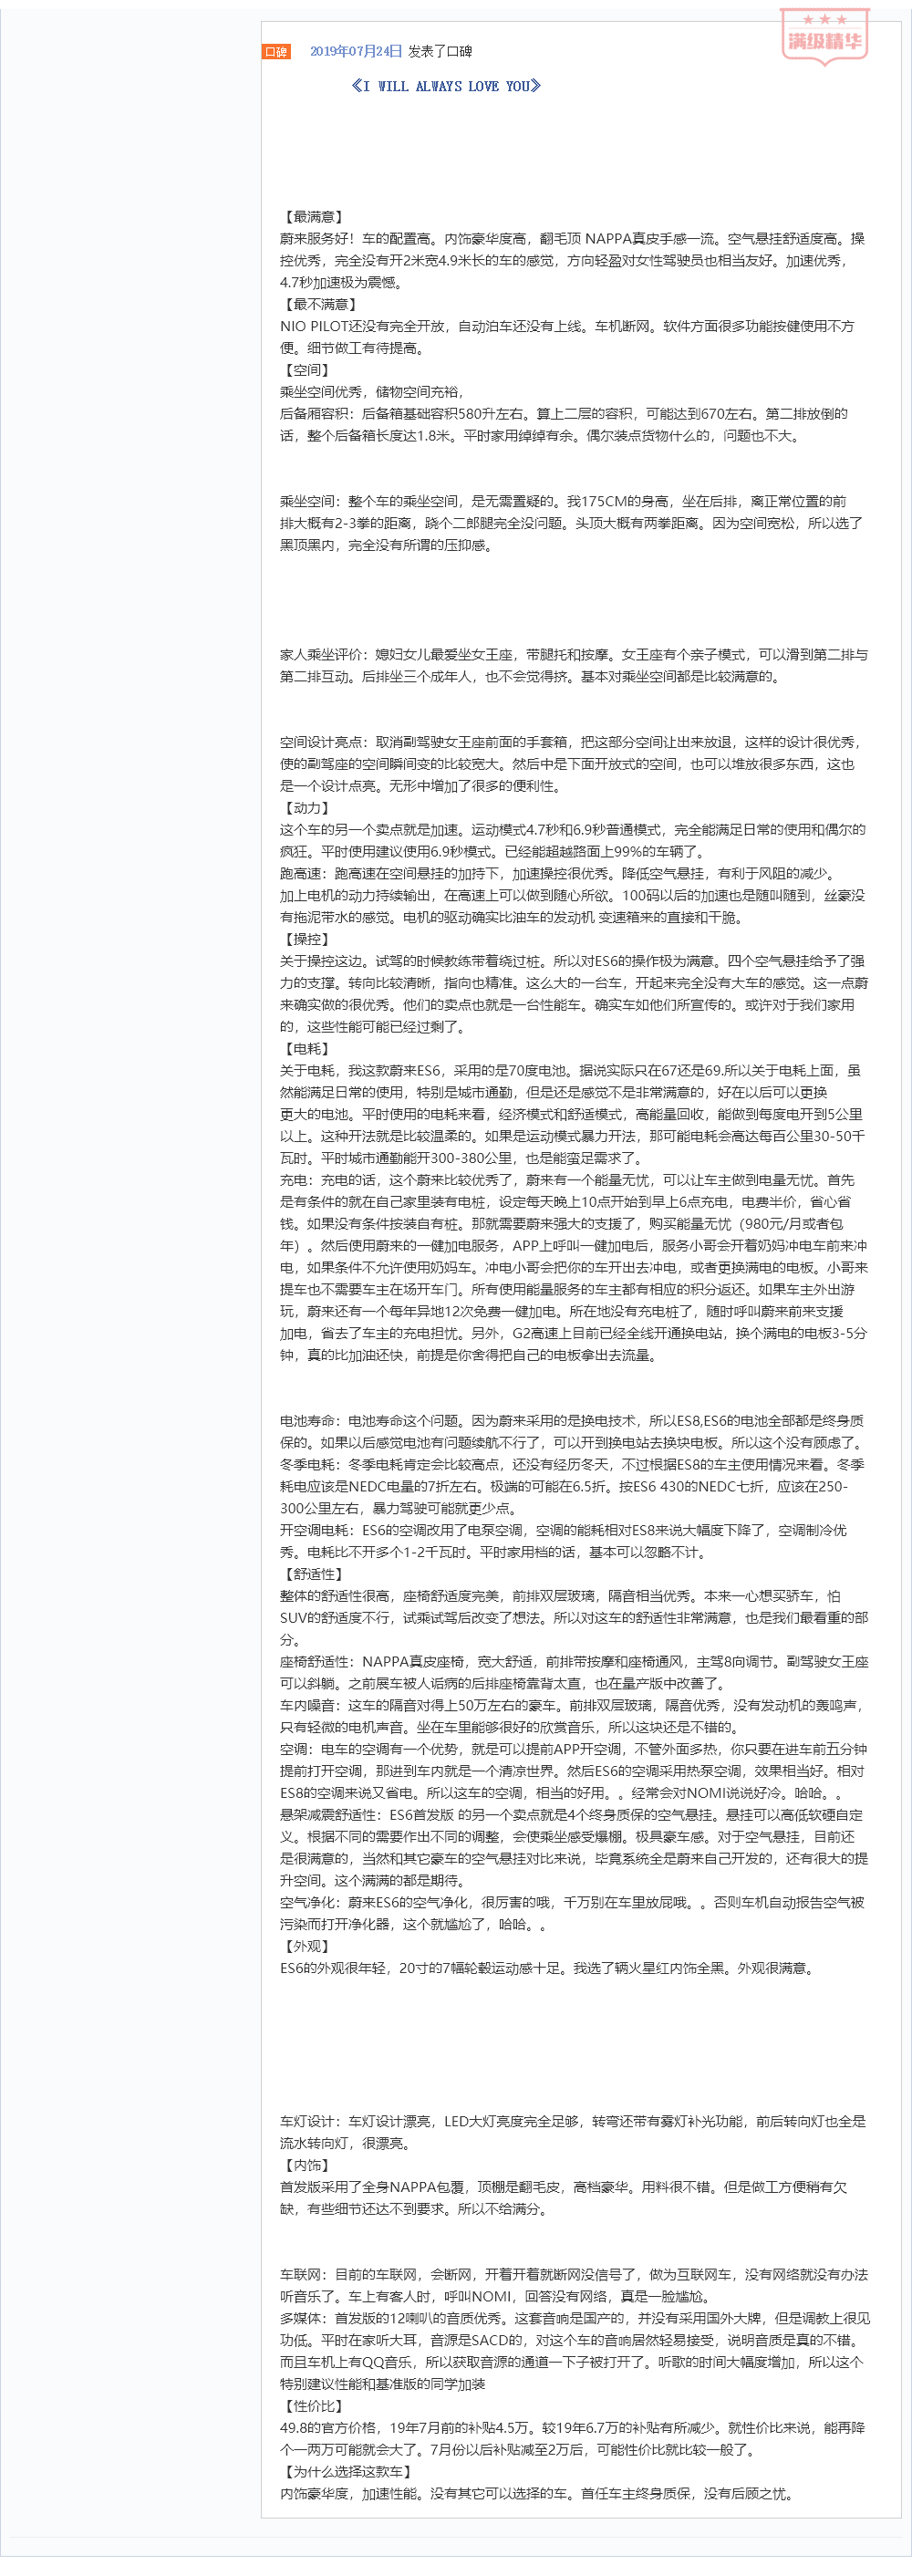 满级精华
口碑 2019年07月24日 发表了口碑
《I WILL ALWAYS LOVE YOU》
【最满意】
蔚来服务好！车的配置高。内饰豪华度高，翻毛顶 NAPPA真皮手感一流。空气悬挂舒适度高。操
控优秀，完全没有开2米宽4.9米长的车的感觉，方向轻盈对女性驾驶员也相当友好。加速优秀，
4.7秒加速极为震憾。
【最不满意】
NIO PILOT还没有完全开放，自动泊车还没有上线。车机断网。软件方面很多功能按健使用不方
便。细节做工有待提高。
【空间】
乘坐空间优秀，储物空间充裕，
后备厢容积：后备箱基础容积580升左右。算上二层的容积，可能达到670左右。第二排放倒的
话，整个后备箱长度达1.8米。平时家用绰绰有余。偶尔装点货物什么的，问题也不大。
乘坐空间：整个车的乘坐空间，是无需置疑的。我175CM的身高，坐在后排，离正常位置的前
排大概有2-3拳的距离，跷个二郎腿完全没问题。头顶大概有两拳距离。因为空间宽松，所以选了
黑顶黑内，完全没有所谓的压抑感。
家人乘坐评价：媳妇女儿最爱坐女王座，带腿托和按摩。女王座有个亲子模式，可以滑到第二排与
第二排互动。后排坐三个成年人，也不会觉得挤。基本对乘坐空间都是比较满意的。
空间设计亮点：取消副驾驶女王座前面的手套箱，把这部分空间让出来放退，这样的设计很优秀，
使的副驾座的空间瞬间变的比较宽大。然后中是下面开放式的空间，也可以堆放很多东西，这也
是一个设计点亮。无形中增加了很多的便利性。
【动力】
这个车的另一个卖点就是加速。运动模式4.7秒和6.9秒普通模式，完全能满足日常的使用和偶尔的
疯狂。平时使用建议使用6.9秒模式。已经能超越路面上99%的车辆了。
跑高速：跑高速在空间悬挂的加持下，加速操控很优秀。降低空气悬挂，有利于风阻的减少。
加上电机的动力持续输出，在高速上可以做到随心所欲。100码以后的加速也是随叫随到，丝豪没
有拖泥带水的感觉。电机的驱动确实比油车的发动机 变速箱来的直接和干脆。
【操控】
关于操控这边。试驾的时候教练带着绕过桩。所以对ES6的操作极为满意。四个空气悬挂给予了强
力的支撑。转向比较清晰，指向也精准。这么大的一台车，开起来完全没有大车的感觉。这一点蔚
来确实做的很优秀。他们的卖点也就是一台性能车。确实车如他们所宣传的。或许对于我们家用
的，这些性能可能已经过剩了。
【电耗】
关于电耗，我这款蔚来ES6，采用的是70度电池。据说实际只在67还是69.所以关于电耗上面，虽
然能满足日常的使用，特别是城市通勤，但是还是感觉不是非常满意的，好在以后可以更换
更大的电池。平时使用的电耗来看，经济模式和舒适模式，高能量回收，能做到每度电开到5公里
以上。这种开法就是比较温柔的。如果是运动模式暴力开法，那可能电耗会高达每百公里30-50千
瓦时。平时城市通勤能开300-380公里，也是能蛮足需求了。
充电：充电的话，这个蔚来比较优秀了，蔚来有一个能量无忧，可以让车主做到电量无忧。首先
是有条件的就在自己家里装有电桩，设定每天晚上10点开始到早上6点充电，电费半价，省心省
钱。如果没有条件按装自有桩。那就需要蔚来强大的支援了，购买能量无忧（980元/月或者包
年）。然后使用蔚来的一健加电服务，APP上呼叫一健加电后，服务小哥会开着奶妈冲电车前来冲
电，如果条件不允许使用奶妈车。冲电小哥会把你的车开出去冲电，或者更换满电的电板。小哥来
提车也不需要车主在场开车门。所有使用能量服务的车主都有相应的积分返还。如果车主外出游
玩，蔚来还有一个每年异地12次免费一健加电。所在地没有充电桩了，随时呼叫蔚来前来支援
加电，省去了车主的充电担忧。另外，G2高速上目前已经全线开通换电站，换个满电的电板3-5分
钟，真的比加油还快，前提是你舍得把自己的电板拿出去流量。
电池寿命：电池寿命这个问题。因为蔚来采用的是换电技术，所以ES8,ES6的电池全部都是终身质
保的。如果以后感觉电池有问题续航不行了，可以开到换电站去换块电板。所以这个没有顾虑了。
冬季电耗：冬季电耗肯定会比较高点，还没有经历冬天，不过根据ES8的车主使用情况来看。冬季
耗电应该是NEDC电量的7折左右。极端的可能在6.5折。按ES6 430的NEDC七折，应该在250-
300公里左右，暴力驾驶可能就更少点。
开空调电耗：ES6的空调改用了电泵空调，空调的能耗相对ES8来说大幅度下降了，空调制冷优
秀。电耗比不开多个1-2千瓦时。平时家用档的话，基本可以忽略不计。
【舒适性】
整体的舒适性很高，座椅舒适度完美，前排双层玻璃，隔音相当优秀。本来一心想买骄车，怕
SUV的舒适度不行，试乘试驾后改变了想法。所以对这车的舒适性非常满意，也是我们最看重的部
分。
座椅舒适性：NAPPA真皮座椅，宽大舒适，前排带按摩和座椅通风，主驾8向调节。副驾驶女王座
可以斜躺。之前展车被人诟病的后排座椅靠背太直，也在量产版中改善了。
车内噪音：这车的隔音对得上50万左右的豪车。前排双层玻璃，隔音优秀，没有发动机的轰鸣声，
只有轻微的电机声音。坐在车里能够很好的欣赏音乐，所以这块还是不错的。
空调：电车的空调有一个优势，就是可以提前APP开空调，不管外面多热，你只要在进车前五分钟
提前打开空调，那进到车内就是一个清凉世界。然后ES6的空调采用热泵空调，效果相当好。相对
ES8的空调来说又省电。所以这车的空调，相当的好用。。经常会对NOMI说说好冷。哈哈。。
悬架减震舒适性：ES6首发版 的另一个卖点就是4个终身质保的空气悬挂。悬挂可以高低软硬自定
义。根据不同的需要作出不同的调整，会使乘坐感受爆棚。极具豪车感。对于空气悬挂，目前还
是很满意的，当然和其它豪车的空气悬挂对比来说，毕竟系统全是蔚来自己开发的，还有很大的提
升空间。这个满满的都是期待。
空气净化：蔚来ES6的空气净化，很厉害的哦，千万别在车里放屁哦。。否则车机自动报告空气被
污染而打开净化器，这个就尴尬了，哈哈。。
【外观】
ES6的外观很年轻，20寸的7幅轮毂运动感十足。我选了辆火星红内饰全黑。外观很满意。
车灯设计：车灯设计漂亮，LED大灯亮度完全足够，转弯还带有雾灯补光功能，前后转向灯也全是
流水转向灯，很漂亮。
【内饰】
首发版采用了全身NAPPA包覆，顶棚是翻毛皮，高档豪华。用料很不错。但是做工方便稍有欠
缺，有些细节还达不到要求。所以不给满分。
车联网：目前的车联网，会断网，开着开着就断网没信号了，做为互联网车，没有网络就没有办法
听音乐了。车上有客人时，呼叫NOMI，回答没有网络，真是一脸尴尬。
多媒体：首发版的12喇叭的音质优秀。这套音响是国产的，并没有采用国外大牌，但是调教上很见
功低。平时在家听大耳，音源是SACD的，对这个车的音响居然轻易接受，说明音质是真的不错。
而且车机上有QQ音乐，所以获取音源的通道一下子被打开了。听歌的时间大幅度增加，所以这个
特别建议性能和基准版的同学加装
【性价比】
49.8的官方价格，19年7月前的补贴4.5万。较19年6.7万的补贴有所减少。就性价比来说，能再降
个一两万可能就会大了。7月份以后补贴减至2万后，可能性价比就比较一般了。
【为什么选择这款车】
内饰豪华度，加速性能。没有其它可以选择的车。首任车主终身质保，没有后顾之忧。